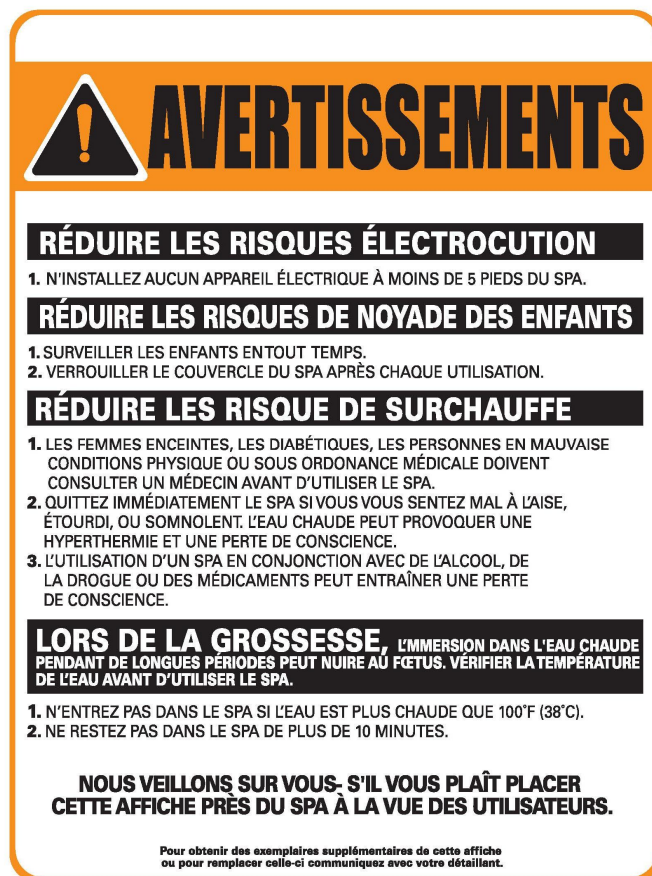 AVERTISSEMENTS
RÉDUIRE LES RISQUES ÉLECTROCUTION
1. N'INSTALLEZ AUCUN APPAREIL ÉLECTRIQUE À MOINS DE 5 PIEDS DU SPA.
RÉDUIRE LES RISQUES DE NOYADE DES ENFANTS
1. SURVEILLER LES ENFANTS EN TOUT TEMPS.
2. VERROUILLER LE COUVERCLE DU SPA APRÈS CHAQUE UTILISATION.
RÉDUIRE LES RISQUE DE SURCHAUFFE
1. LES FEMMES ENCEINTES, LES DIABÉTIQUES, LES PERSONNES EN MAUVAISE
CONDITIONS PHYSIQUE OU SOUS ORDONANCE MÉDICALE DOIVENT
CONSULTER UN MÉDECIN AVANT D'UTILISER LE SPA.
2. QUITTEZ IMMÉDIATEMENT LE SPA SI VOUS VOUS SENTEZ MAL À L'AISE,
ÉTOURDI, OU SOMNOLENT. L'EAU CHAUDE PEUT PROVOQUER UNE
HYPERTHERMIE ET UNE PERTE DE CONSCIENCE.
3. L'UTILISATION D'UN SPA EN CONJONCTION AVEC DE L'ALCOOL, DE
LA DROGUE OU DES MÉDICAMENTS PEUT ENTRAÎNER UNE PERTE
DE CONSCIENCE.
LORS DE LA GROSSESSE, L'MMERSION DANS L'EAU CHAUDE
PENDANT DE LONGUES PÉRIODES PEUT NUIRE AU FŒTUS. VÉRIFIER LA TEMPÉRATURE
DE L'EAU AVANT D'UTILISER LE SPA.
1. N'ENTREZ PAS DANS LE SPA SI L'EAU EST PLUS CHAUDE QUE 100°F (38°C).
2. NE RESTEZ PAS DANS LE SPA DE PLUS DE 10 MINUTES.
NOUS VEILLONS SUR VOUS- S'IL VOUS PLAÎT PLACER
CETTE AFFICHE PRÈS DU SPA À LA VUE DES UTILISATEURS.
Pour obtenir des exemplaires supplémentaires de cette affiche
ou pour remplacer celle-ci communiquez avec votre détaillant.